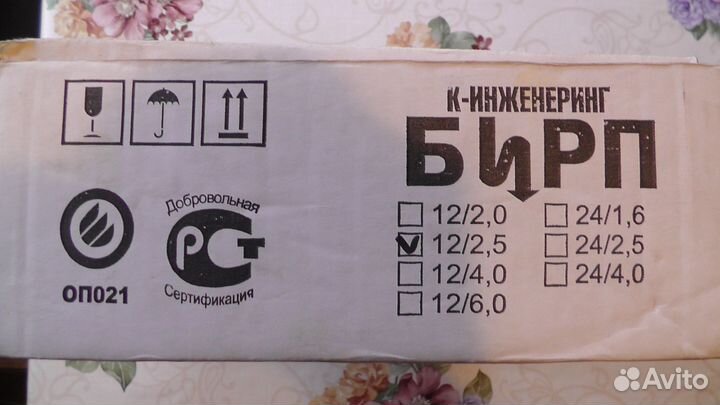 К-ИНЖЕНЕРИНГ
БИРП
12/2,0
24/1,6
12/2,5
24/2,5
12/4,0
24/4,0
12/6,0
ОП021
Добровольная
РСТ
Сертификация
Avito